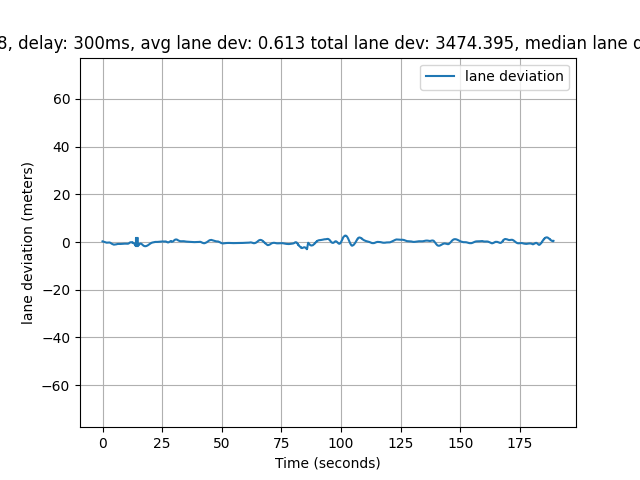 8, delay: 300ms, avg lane dev: 0.613 total lane dev: 3474.395, median lane
lane deviation
60
40
20
0
−20
−40
−60
lane deviation (meters)
0 25 50 75 100 125 150 175
Time (seconds)